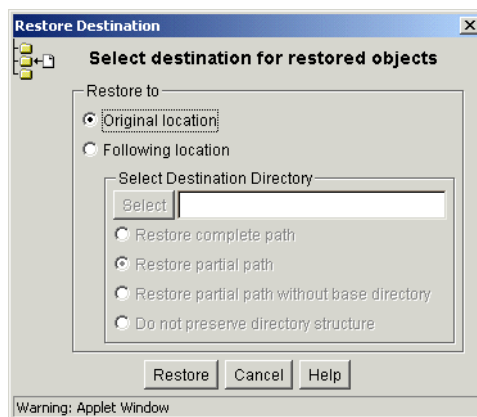 Restore Destination
Select destination for restored objects
Restore to
Original location
Following location
Select Destination Directory
Select
Restore complete path
Restore partial path
Restore partial path without base directory
Do not preserve directory structure
Restore Cancel Help
Warning: Applet Window